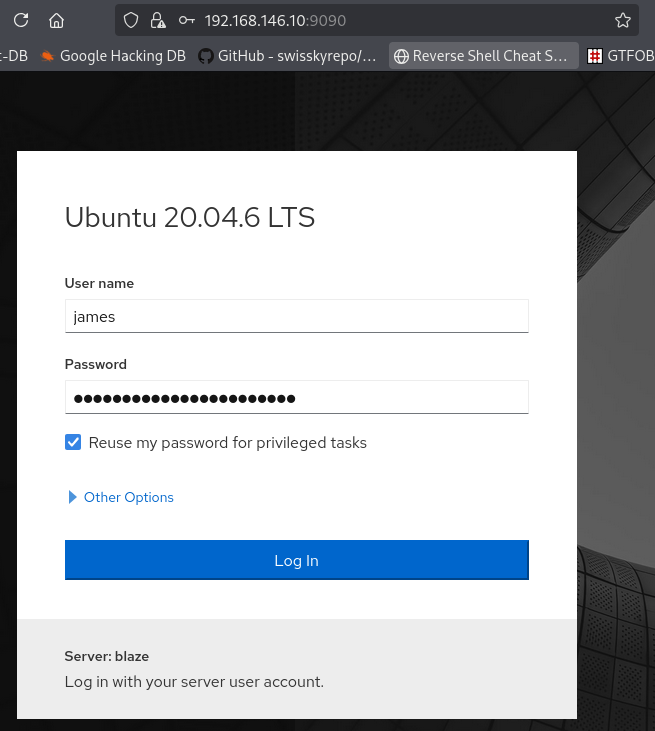 192.168.146.10:9090
-DB Google Hacking DB GitHub - swisskyrepo/... Reverse Shell Cheat S... GTFOB
Ubuntu 20.04.6 LTS
User name
james
Password
●●●●●●●●●●●●●●●●●●●●●●●
Reuse my password for privileged tasks
Other Options
Log In
Server: blaze
Log in with your server user account.